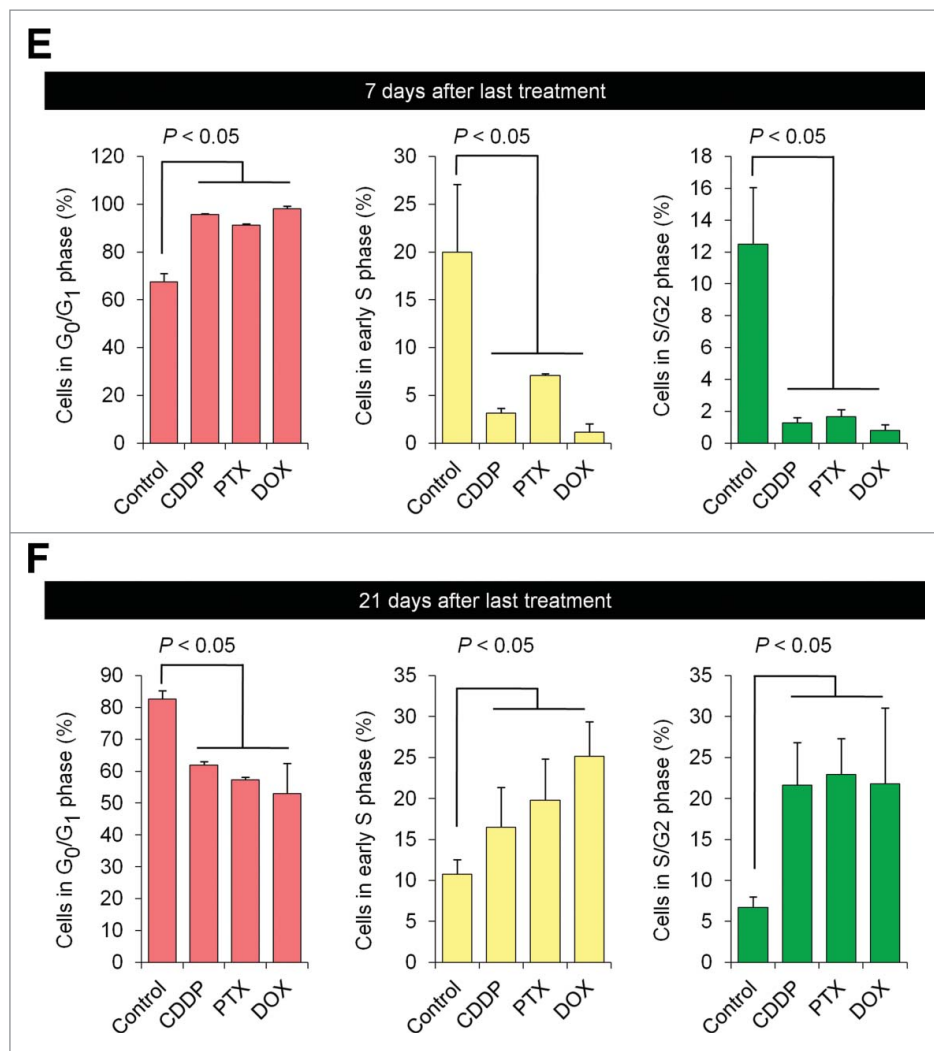 E
7 days after last treatment
P < 0.05
P < 0.05
P < 0.05
Cells in G0/G1 phase (%)
120
100
80
60
40
20
0
Control
CDDP
PTX
DOX
Cells in early S phase (%)
30
25
20
15
10
5
0
Control
CDDP
PTX
DOX
Cells in S/G2 phase (%)
18
16
14
12
10
8
6
4
2
0
Control
CDDP
PTX
DOX
F
21 days after last treatment
P < 0.05
P < 0.05
P < 0.05
Cells in G0/G1 phase (%)
90
80
70
60
50
40
30
20
10
0
Control
CDDP
PTX
DOX
Cells in early S phase (%)
35
30
25
20
15
10
5
0
Control
CDDP
PTX
DOX
Cells in S/G2 phase (%)
35
30
25
20
15
10
5
0
Control
CDDP
PTX
DOX